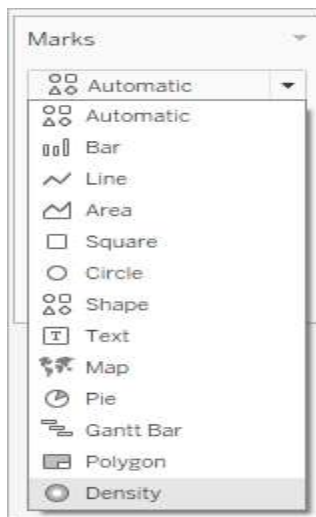 Marks
Automatic
Automatic
Bar
Line
Area
Square
Circle
Shape
T Text
Map
Pie
Gantt Bar
Polygon
Density